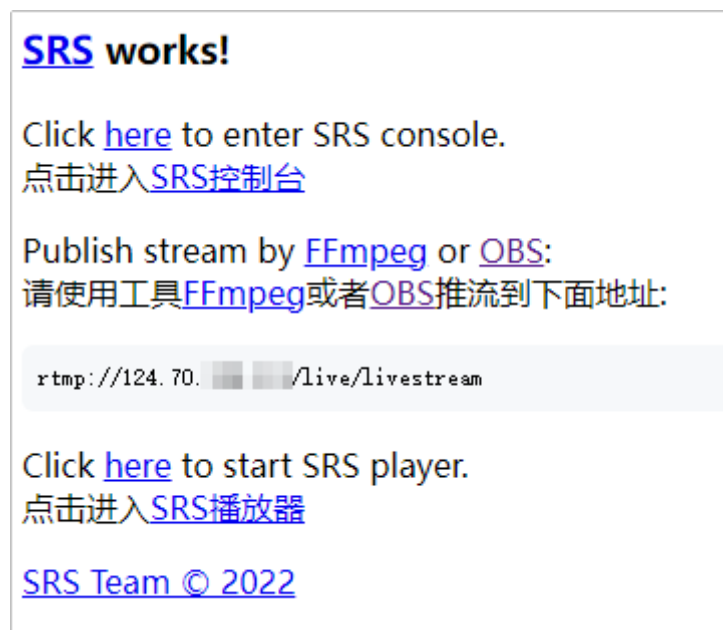 SRS works!
Click here to enter SRS console.
点击进入SRS控制台
Publish stream by FFmpeg or OBS:
请使用工具FFmpeg或者OBS推流到下面地址:
rtmp://124.70. /live/livestream
Click here to start SRS player.
点击进入SRS播放器
SRS Team © 2022